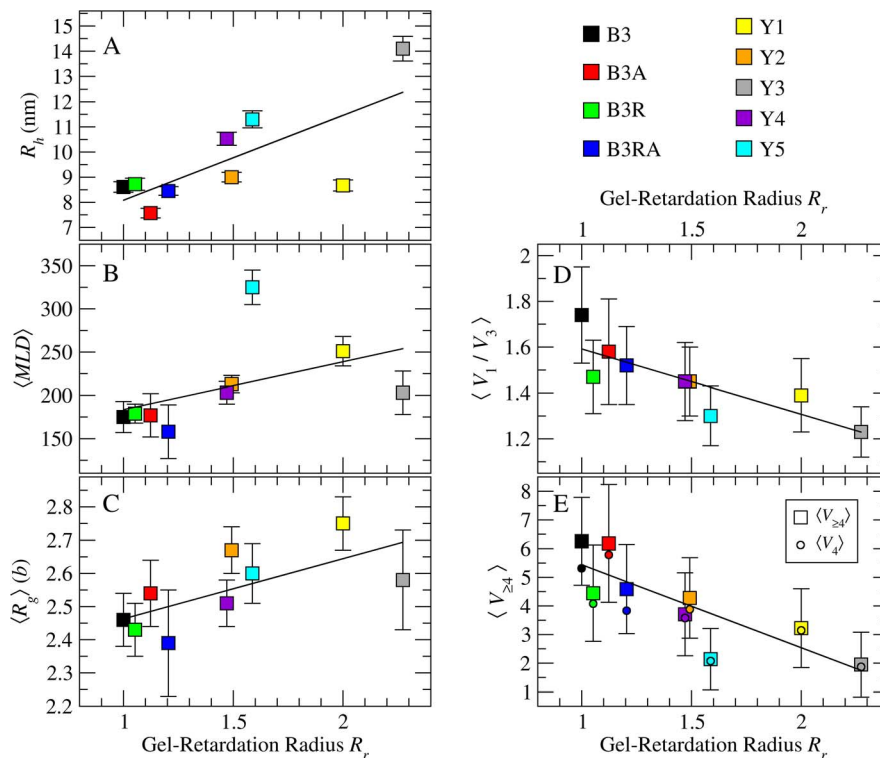 A
15
14
13
12
11
10
9
8
7
R_h (nm)
B3
B3A
B3R
B3RA
Y1
Y2
Y3
Y4
Y5
B
350
300
250
200
150
⟨MLD⟩
C
2.8
2.7
2.6
2.5
2.4
2.3
2.2
⟨R_g⟩ (b)
1 1.5 2
Gel-Retardation Radius R_r
Gel-Retardation Radius R_r
1 1.5 2
D
1.8
1.6
1.4
1.2
⟨V_1 / V_3⟩
E
8
7
6
5
4
3
2
1
⟨V_≥4⟩
⟨V_≥4⟩
⟨V_4⟩
1 1.5 2
Gel-Retardation Radius R_r